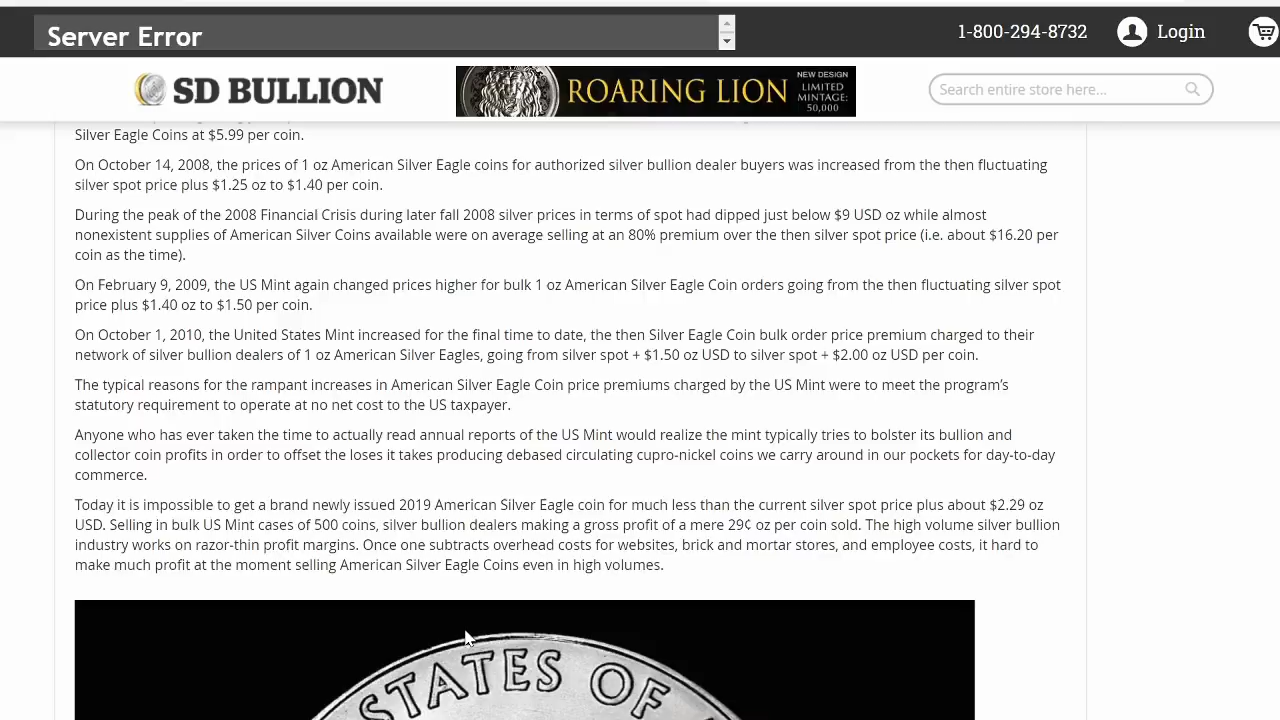 Server Error
1-800-294-8732
Login
SD BULLION
ROARING LION
NEW DESIGN
LIMITED
MINTAGE:
50,000
Search entire store here...
Silver Eagle Coins at $5.99 per coin.
On October 14, 2008, the prices of 1 oz American Silver Eagle coins for authorized silver bullion dealer buyers was increased from the then fluctuating
silver spot price plus $1.25 oz to $1.40 per coin.
During the peak of the 2008 Financial Crisis during later fall 2008 silver prices in terms of spot had dipped just below $9 USD oz while almost
nonexistent supplies of American Silver Coins available were on average selling at an 80% premium over the then silver spot price (i.e. about $16.20 per
coin as the time).
On February 9, 2009, the US Mint again changed prices higher for bulk 1 oz American Silver Eagle Coin orders going from the then fluctuating silver spot
price plus $1.40 oz to $1.50 per coin.
On October 1, 2010, the United States Mint increased for the final time to date, the then Silver Eagle Coin bulk order price premium charged to their
network of silver bullion dealers of 1 oz American Silver Eagles, going from silver spot + $1.50 oz USD to silver spot + $2.00 oz USD per coin.
The typical reasons for the rampant increases in American Silver Eagle Coin price premiums charged by the US Mint were to meet the program's
statutory requirement to operate at no net cost to the US taxpayer.
Anyone who has ever taken the time to actually read annual reports of the US Mint would realize the mint typically tries to bolster its bullion and
collector coin profits in order to offset the loses it takes producing debased circulating cupro-nickel coins we carry around in our pockets for day-to-day
commerce.
Today it is impossible to get a brand newly issued 2019 American Silver Eagle coin for much less than the current silver spot price plus about $2.29 oz
USD. Selling in bulk US Mint cases of 500 coins, silver bullion dealers making a gross profit of a mere 29¢ oz per coin sold. The high volume silver bullion
industry works on razor-thin profit margins. Once one subtracts overhead costs for websites, brick and mortar stores, and employee costs, it hard to
make much profit at the moment selling American Silver Eagle Coins even in high volumes.
STATES OF